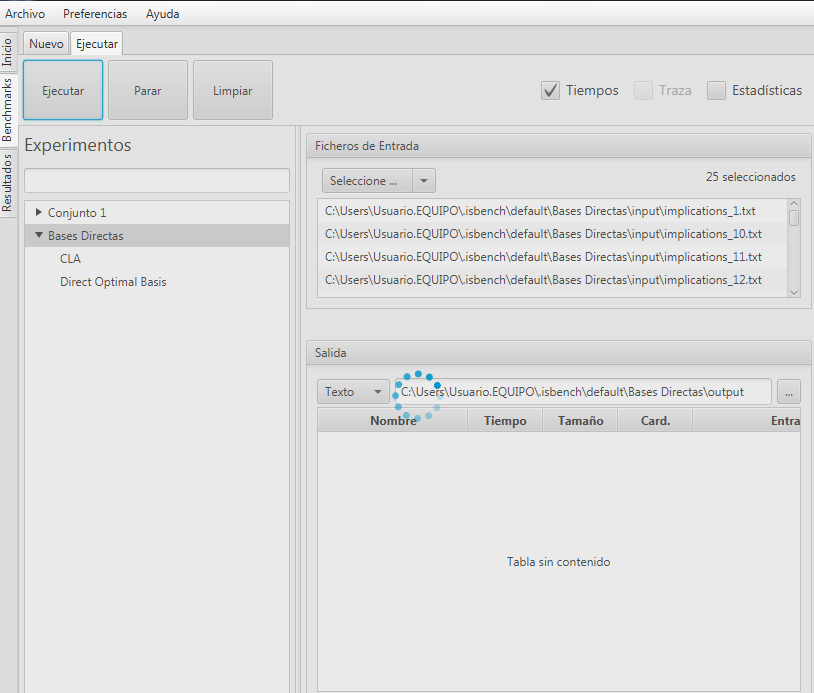 Archivo Preferencias Ayuda
Inicio
Benchmarks
Resultados
Nuevo Ejecutar
Ejecutar Parar Limpiar Tiempos Traza Estadísticas
Experimentos
Conjunto 1
Bases Directas
CLA
Direct Optimal Basis
Ficheros de Entrada
Seleccione ... 25 seleccionados
C:\Users\Usuario.EQUIPO\.isbench\default\Bases Directas\input\implications_1.txt
C:\Users\Usuario.EQUIPO\.isbench\default\Bases Directas\input\implications_10.txt
C:\Users\Usuario.EQUIPO\.isbench\default\Bases Directas\input\implications_11.txt
C:\Users\Usuario.EQUIPO\.isbench\default\Bases Directas\input\implications_12.txt
Salida
Texto C:\Users\Usuario.EQUIPO\.isbench\default\Bases Directas\output ...
Nombre Tiempo Tamaño Card. Entra
Tabla sin contenido